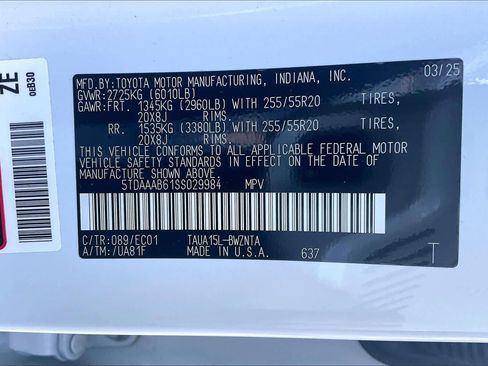 ZE
0EB30
MFD.BY:TOYOTA MOTOR MANUFACTURING, INDIANA, INC. 03/25
GVWR:2725KG (6010LB)
GAWR:FRT. 1345KG (2960LB) WITH 255/55R20 TIRES,
20X8J RIMS.
RR. 1535KG (3380LB) WITH 255/55R20 TIRES,
20X8J RIMS.
THIS VEHICLE CONFORMS TO ALL APPLICABLE FEDERAL MOTOR
VEHICLE SAFETY STANDARDS IN EFFECT ON THE DATE OF
MANUFACTURE SHOWN ABOVE.
5TDAAAB61SS029984 MPV
C/TR:089/EC01 TAUA15L-BWZNTA
A/TM:/UA81F MADE IN U.S.A. 637 T